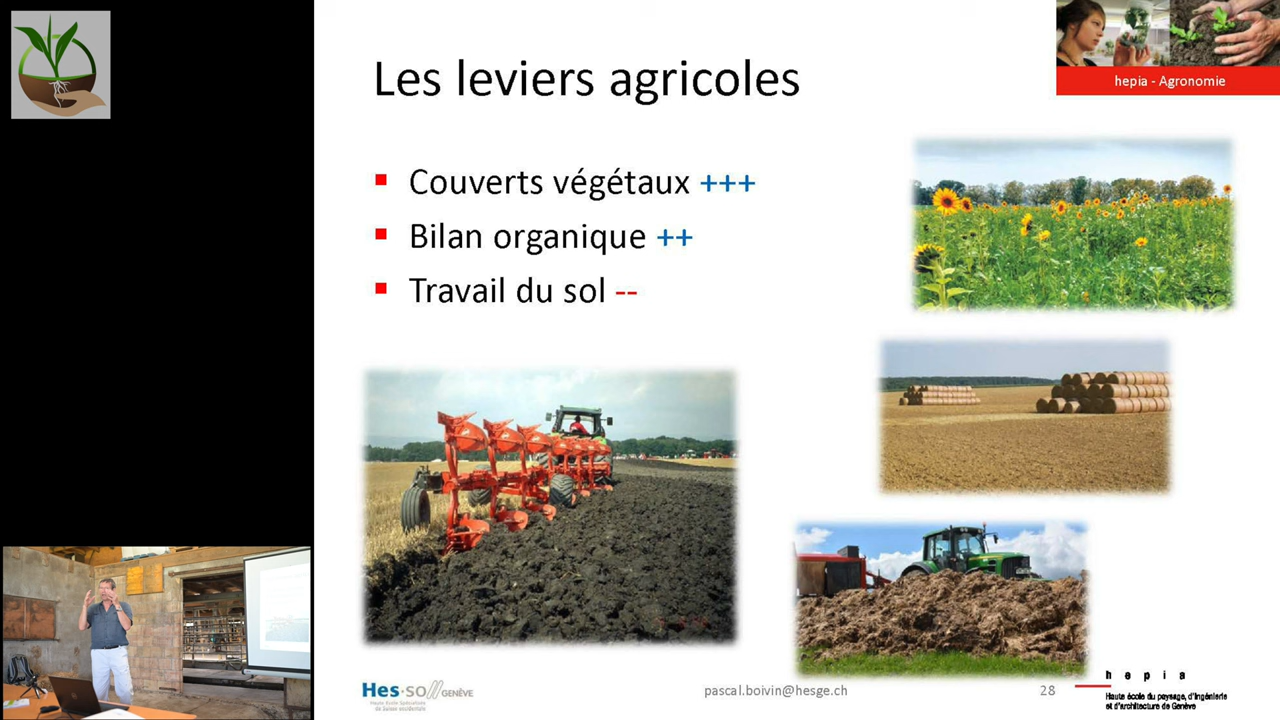 hepia - Agronomie
Les leviers agricoles
Couverts végétaux +++
Bilan organique ++
Travail du sol --
Hes·so// GENÈVE
Haute Ecole Spécialisée
de Suisse occidentale
pascal.boivin@hesge.ch
28
h e p i a
Haute école du paysage, d'ingénierie
et d'architecture de Genève